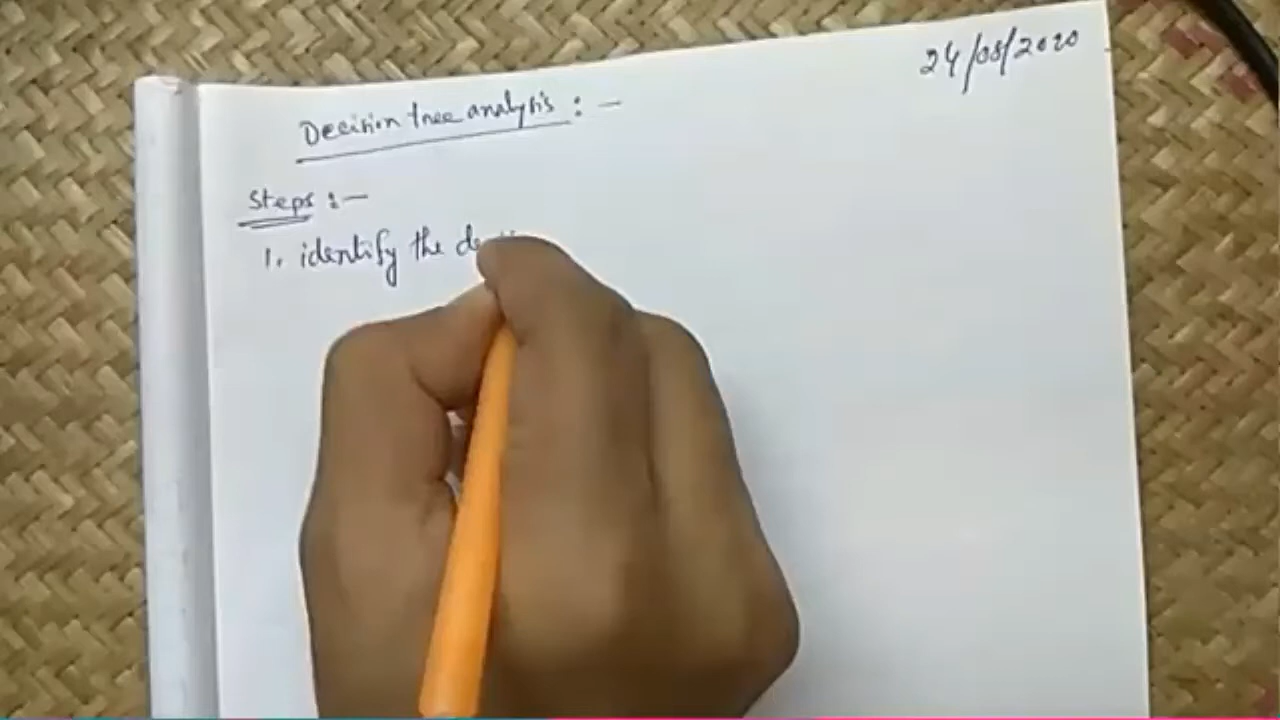 24/08/2020
Decision tree analysis : -
Steps : -
1. identify the